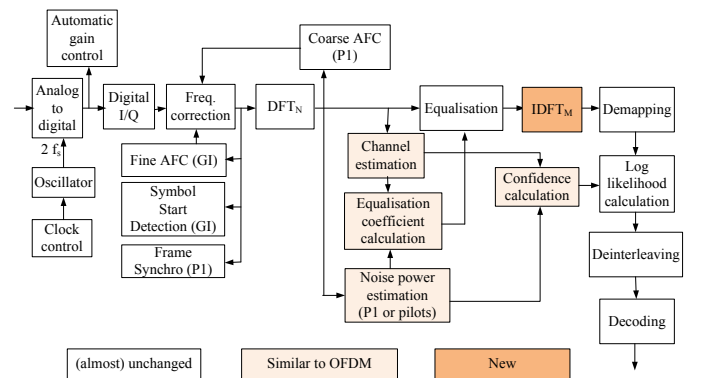 Automatic
gain
control
Coarse AFC
(P1)
Analog
to
digital
Digital
I/Q
Freq.
correction
DFTN
Equalisation
IDFTM
Demapping
2 fs
Fine AFC (GI)
Channel
estimation
Oscillator
Symbol
Start
Detection (GI)
Equalisation
coefficient
calculation
Confidence
calculation
Log
likelihood
calculation
Clock
control
Frame
Synchro (P1)
Noise power
estimation
(P1 or pilots)
Deinterleaving
Decoding
(almost) unchanged
Similar to OFDM
New